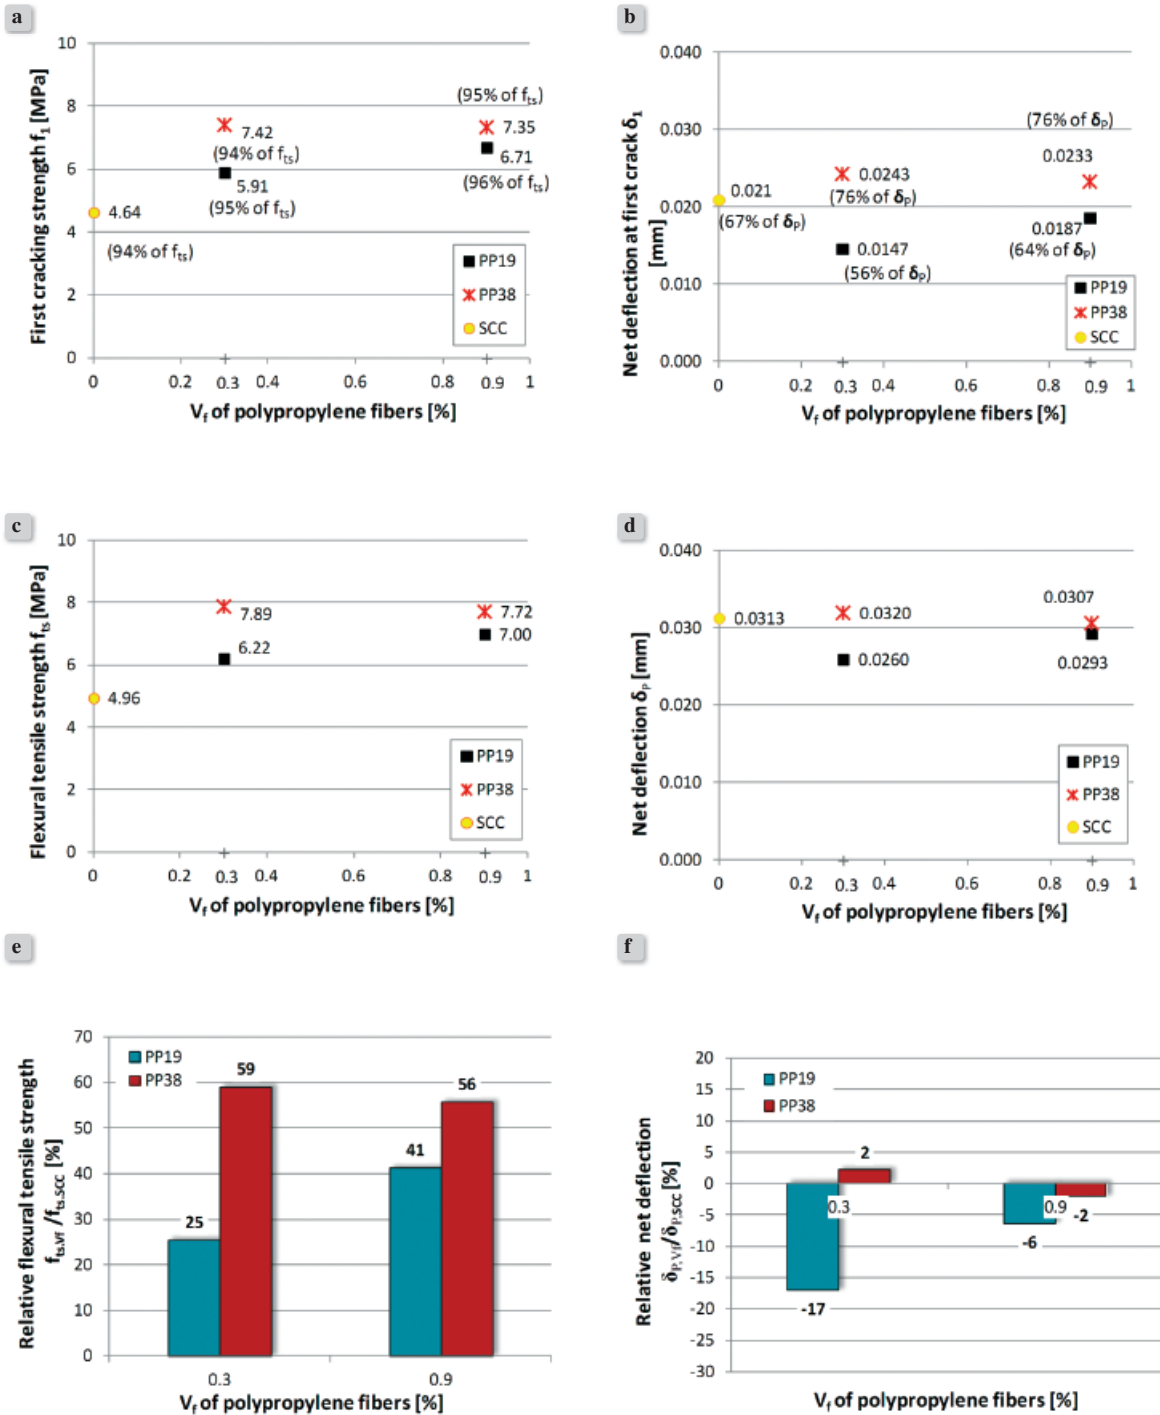 a
First cracking strength f1 [MPa]
10
8
6
4
2
0
(95% of fts)
7.42
7.35
(94% of fts)
6.71
5.91
(96% of fts)
(95% of fts)
4.64
(94% of fts)
PP19
PP38
SCC
0 0.2 0.3 0.4 0.6 0.8 0.9 1
Vf of polypropylene fibers [%]
b
Net deflection at first crack δ1
[mm]
0.040
0.030
0.020
0.010
0.000
(76% of δP)
0.0233
0.0243
0.021
(76% of δP)
(67% of δP)
0.0187
0.0147
(64% of δP)
(56% of δP)
PP19
PP38
SCC
0 0.2 0.3 0.4 0.6 0.8 0.9 1
Vf of polypropylene fibers [%]
c
Flexural tensile strength fts [MPa]
10
8
6
4
2
0
7.89
7.72
6.22
7.00
4.96
PP19
PP38
SCC
0 0.2 0.3 0.4 0.6 0.8 0.9 1
Vf of polypropylene fibers [%]
d
Net deflection δP [mm]
0.040
0.030
0.020
0.010
0.000
0.0307
0.0313
0.0320
0.0260
0.0293
PP19
PP38
SCC
0 0.2 0.3 0.4 0.6 0.8 0.9 1
Vf of polypropylene fibers [%]
e
Relative flexural tensile strength
fts.Vf /fts.SCC [%]
70
60
50
40
30
20
10
0
PP19
PP38
59
56
41
25
0.3 0.9
Vf of polypropylene fibers [%]
f
Relative net deflection
δP,Vf/δP,SCC [%]
20
15
10
5
0
-5
-10
-15
-20
-25
-30
PP19
PP38
2
0.3 0.9
-2
-6
-17
Vf of polypropylene fibers [%]